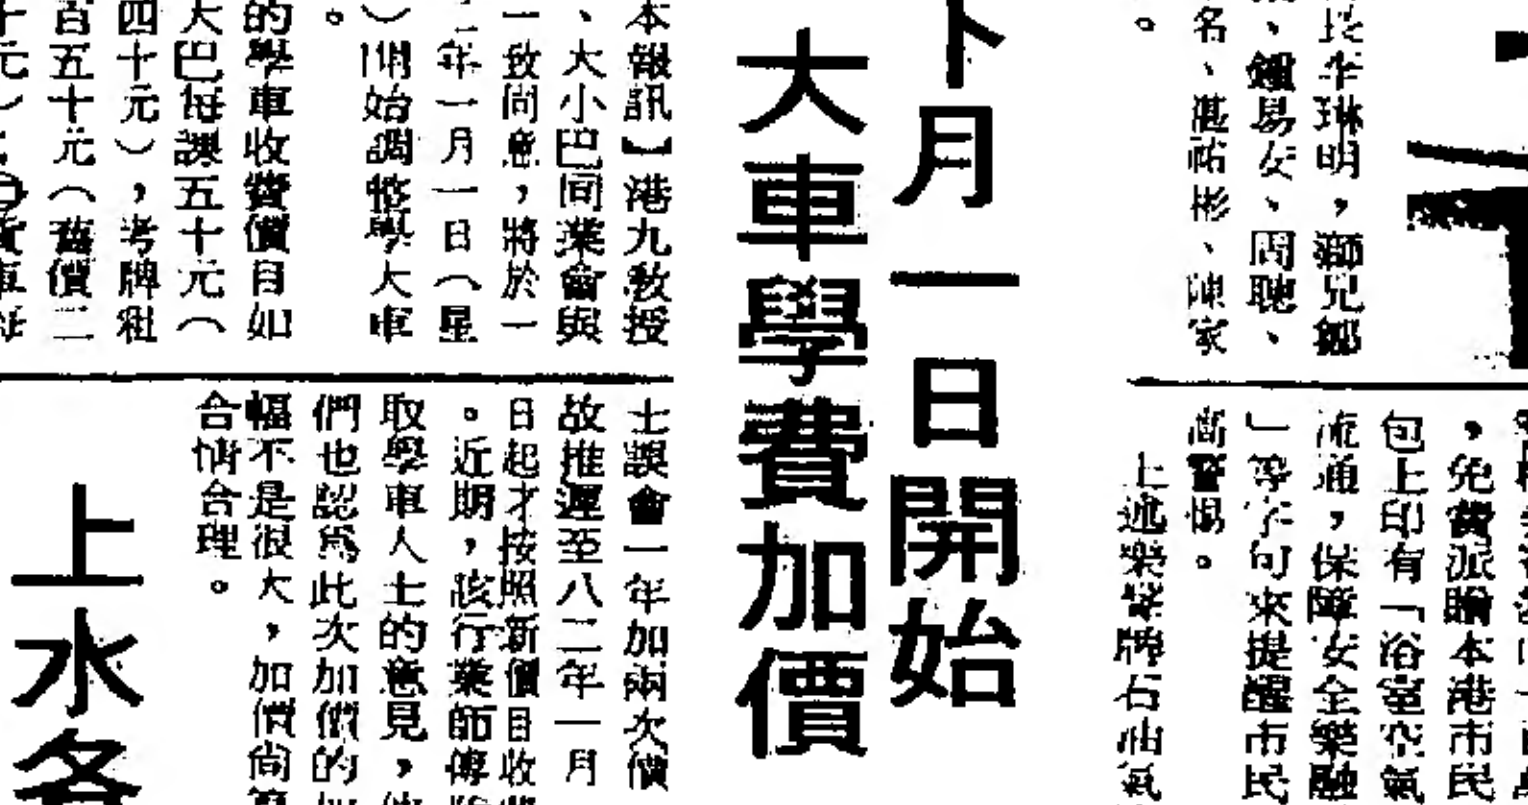 長李琳明，鄒兄鄒
、鍾易女、問聰、
名、湛祐彬、陳家
。
，免費派贈本港市民
包上印有「浴室空氣
流通，保障安全樂融
」等字句來提醒市民
高警惕。
上述樂聲牌石油氣
下月一日開始
大車學費加價
本報訊】港九教授
、大小巴同業會與
一致同意，將於一
年一月一日（星
）開始調整學大車
。
的學車收費價目如
大巴每課五十元（
四十元），考牌租
百五十元（舊價二
士誤會一年加兩次價
故推遲至八二年一月
日起才按照新價目收
。近期，該行業師傅
取學車人士的意見，
們也認為此次加價的
幅不是很大，加價尚
合情合理。
上水各